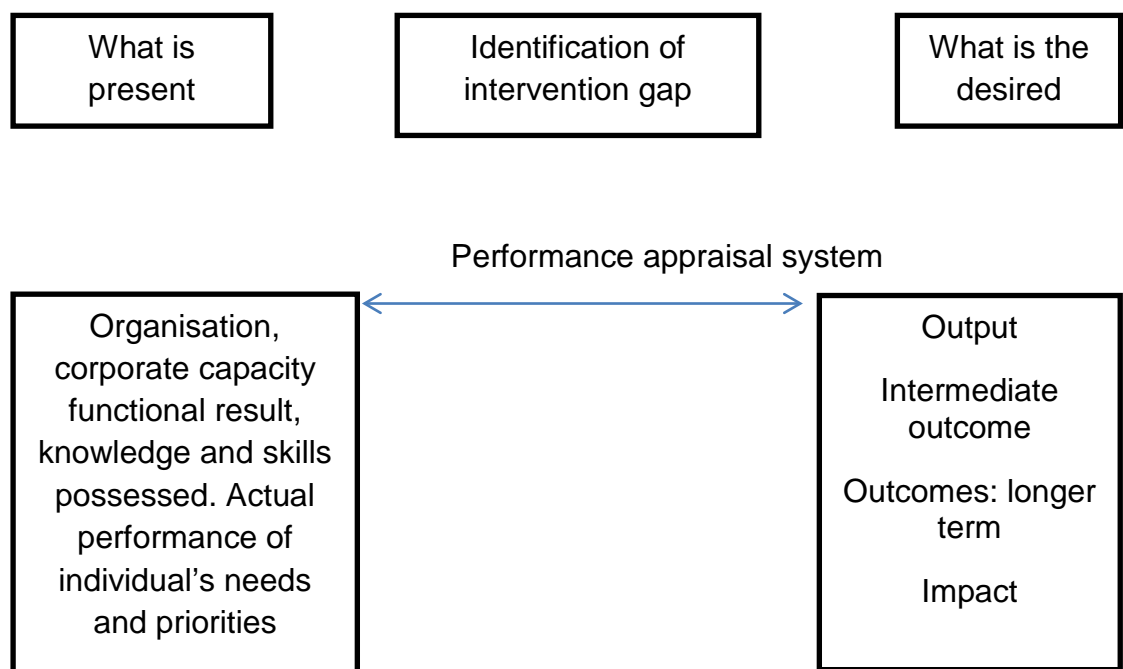 What is
present
Identification of
intervention gap
What is the
desired
Performance appraisal system
Organisation,
corporate capacity
functional result,
knowledge and skills
possessed. Actual
performance of
individual’s needs
and priorities
Output
Intermediate
outcome
Outcomes: longer
term
Impact